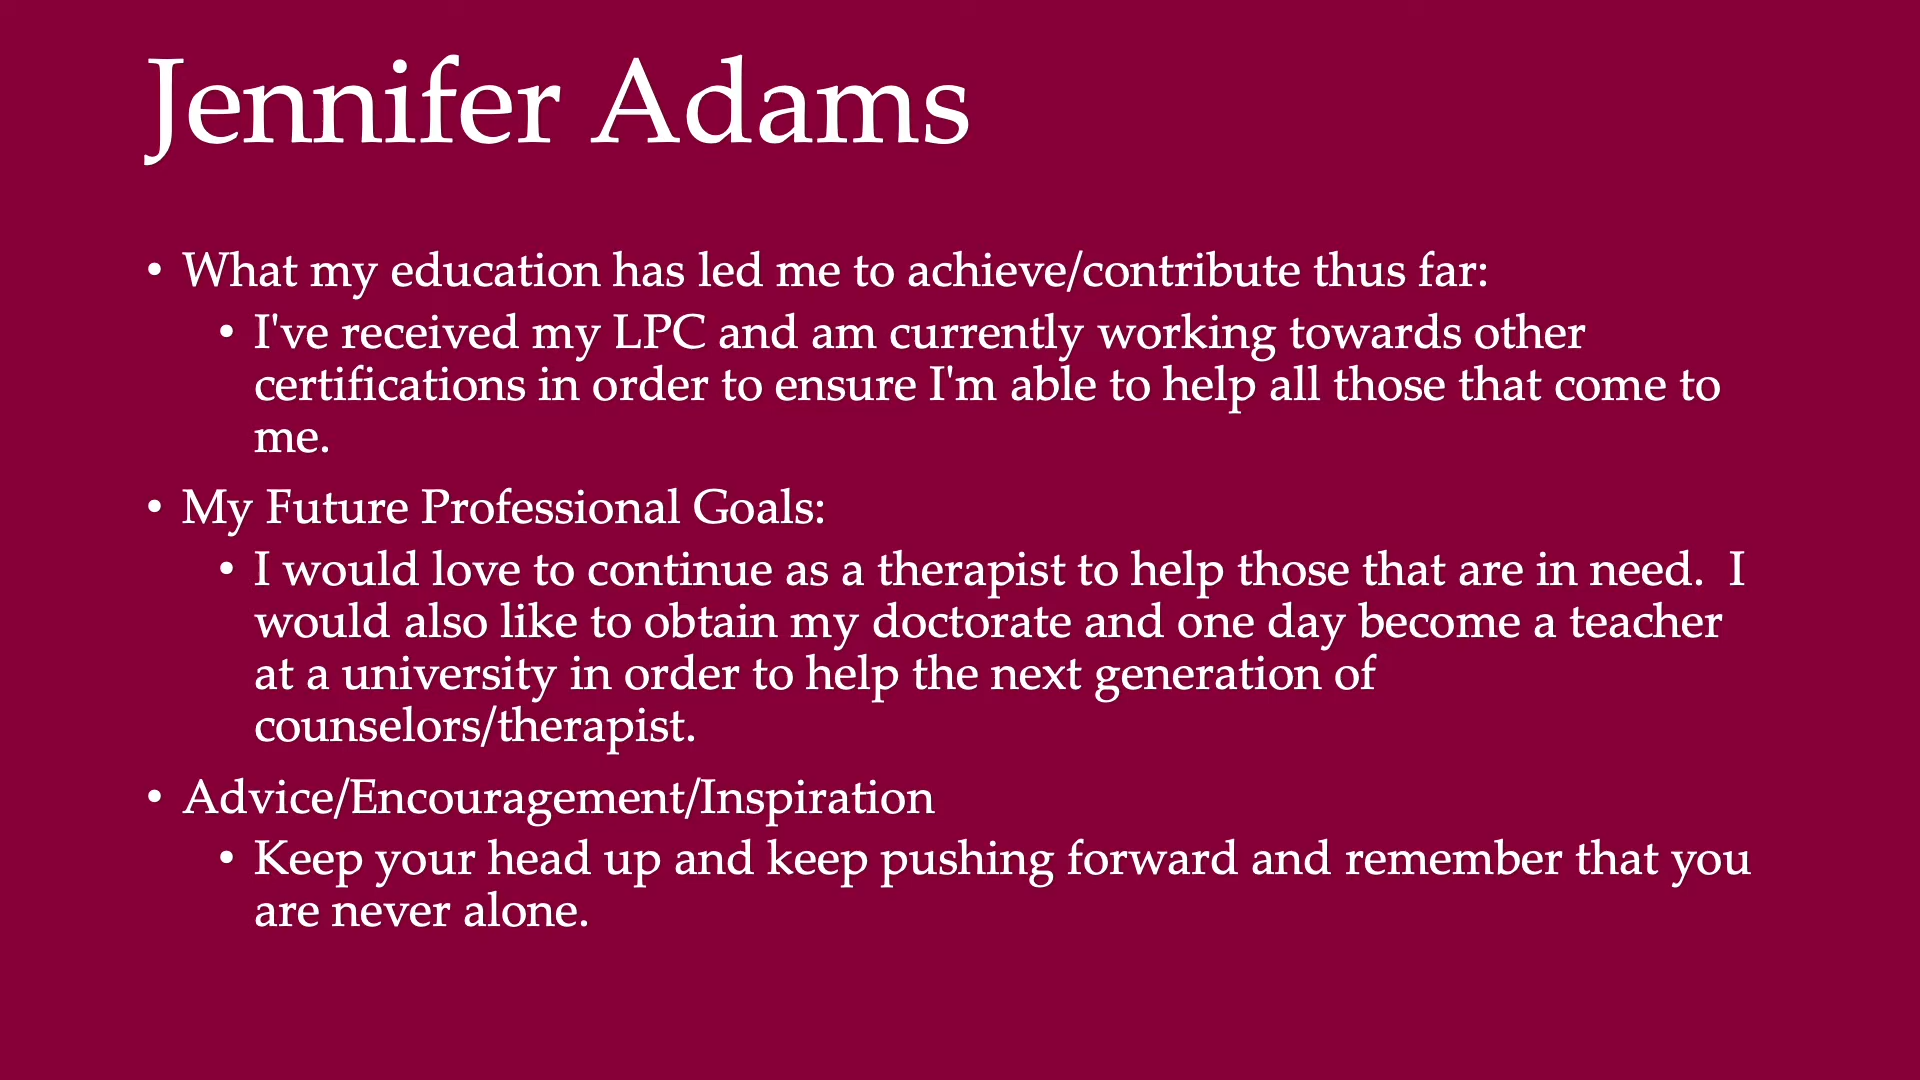 Jennifer Adams
• What my education has led me to achieve/contribute thus far:
• I've received my LPC and am currently working towards other
certifications in order to ensure I'm able to help all those that come to
me.
• My Future Professional Goals:
• I would love to continue as a therapist to help those that are in need.  I
would also like to obtain my doctorate and one day become a teacher
at a university in order to help the next generation of
counselors/therapist.
• Advice/Encouragement/Inspiration
• Keep your head up and keep pushing forward and remember that you
are never alone.